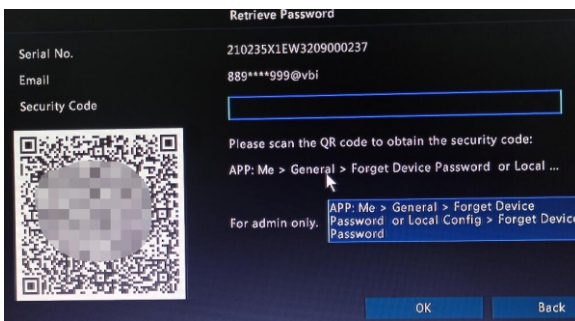 Retrieve Password
Serial No. 210235X1EW3209000237
Email 889****999@vbi
Security Code
Please scan the QR code to obtain the security code:
APP: Me > General > Forget Device Password or Local ...
For admin only.
APP: Me > General > Forget Device
Password or Local Config > Forget Device
Password
OK Back